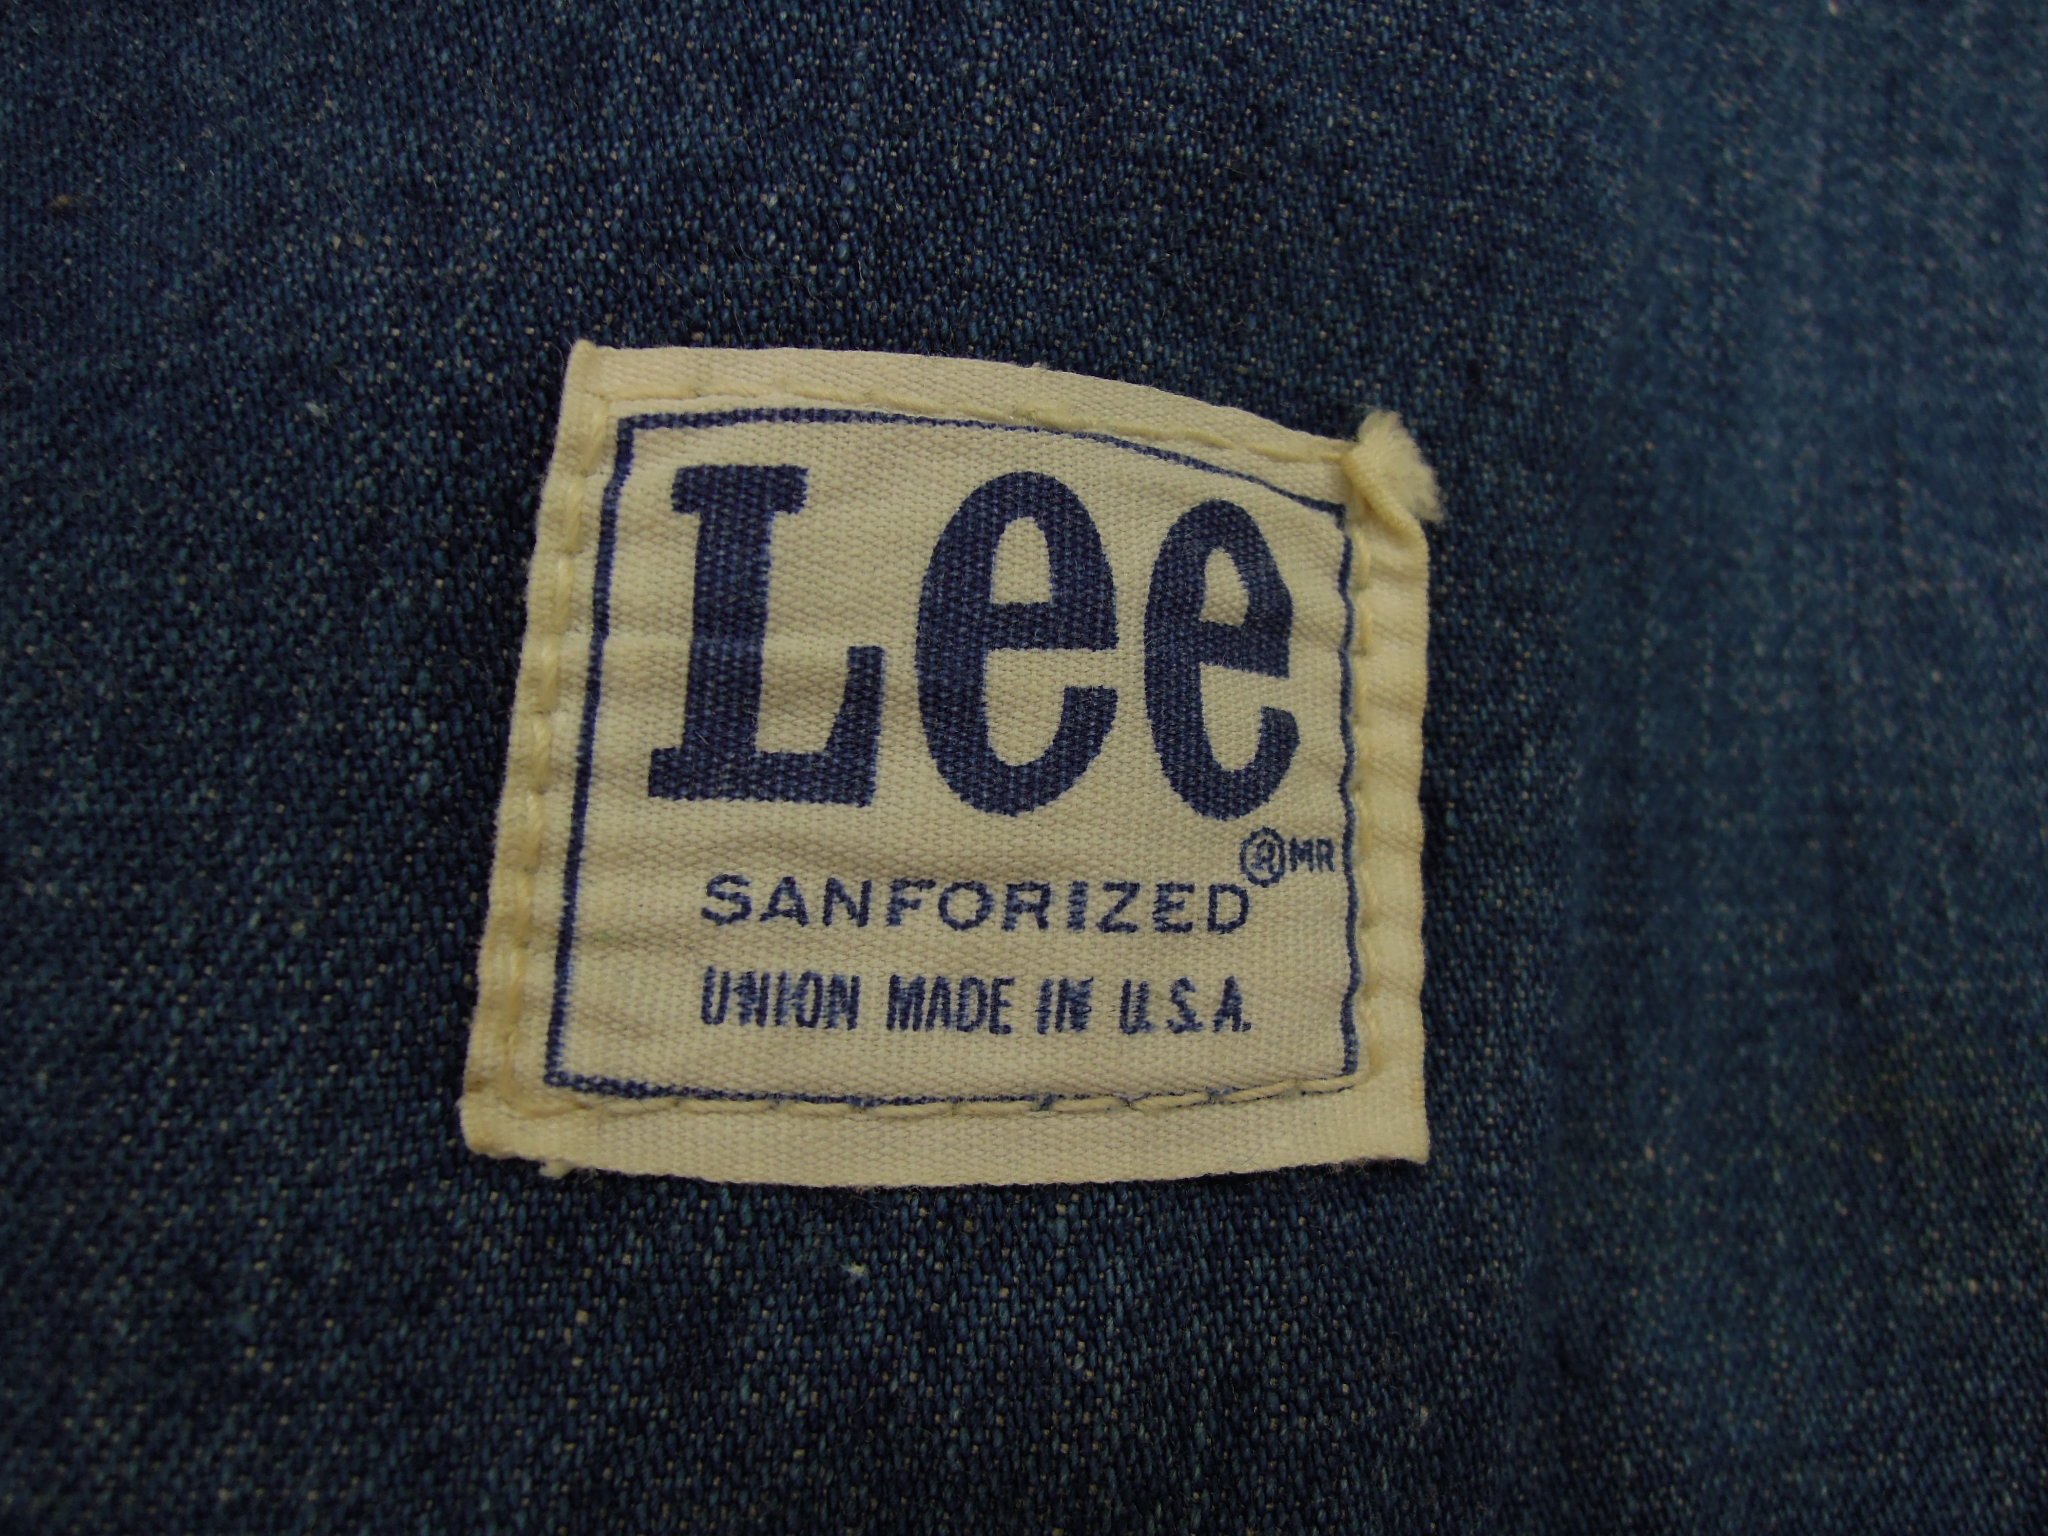 Lee
® MR
SANFORIZED
UNION MADE IN U.S.A.